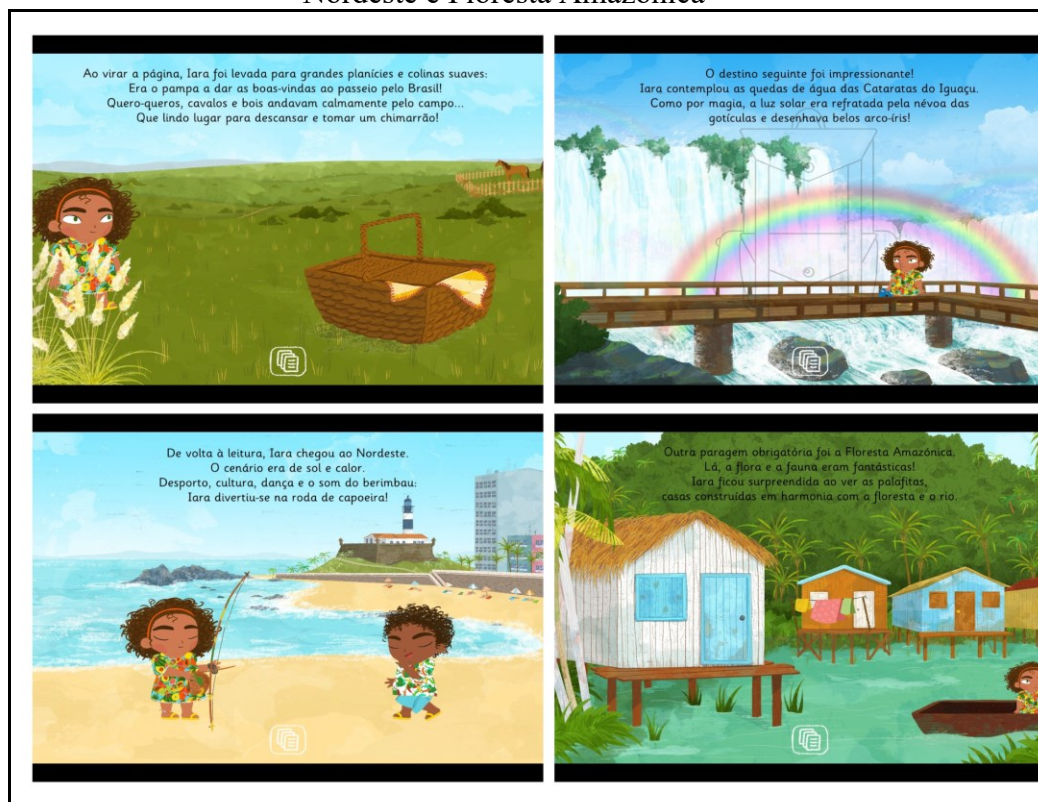 Nordeste e Floresta Amazônica
Ao virar a página, Iara foi levada para grandes planícies e colinas suaves:
Era o pampa a dar as boas-vindas ao passeio pelo Brasil!
Quero-queros, cavalos e bois andavam calmamente pelo campo...
Que lindo lugar para descansar e tomar um chimarrão!
O destino seguinte foi impressionante!
Iara contemplou as quedas de água das Cataratas do Iguaçu.
Como por magia, a luz solar era refratada pela névoa das
gotículas e desenhava belos arco-íris!
De volta à leitura, Iara chegou ao Nordeste.
O cenário era de sol e calor.
Desporto, cultura, dança e o som do berimbau:
Iara divertiu-se na roda de capoeira!
Outra paragem obrigatória foi a Floresta Amazónica.
Lá, a flora e a fauna eram fantásticas!
Iara ficou surpreendida ao ver as palafitas,
casas construídas em harmonia com a floresta e o rio.